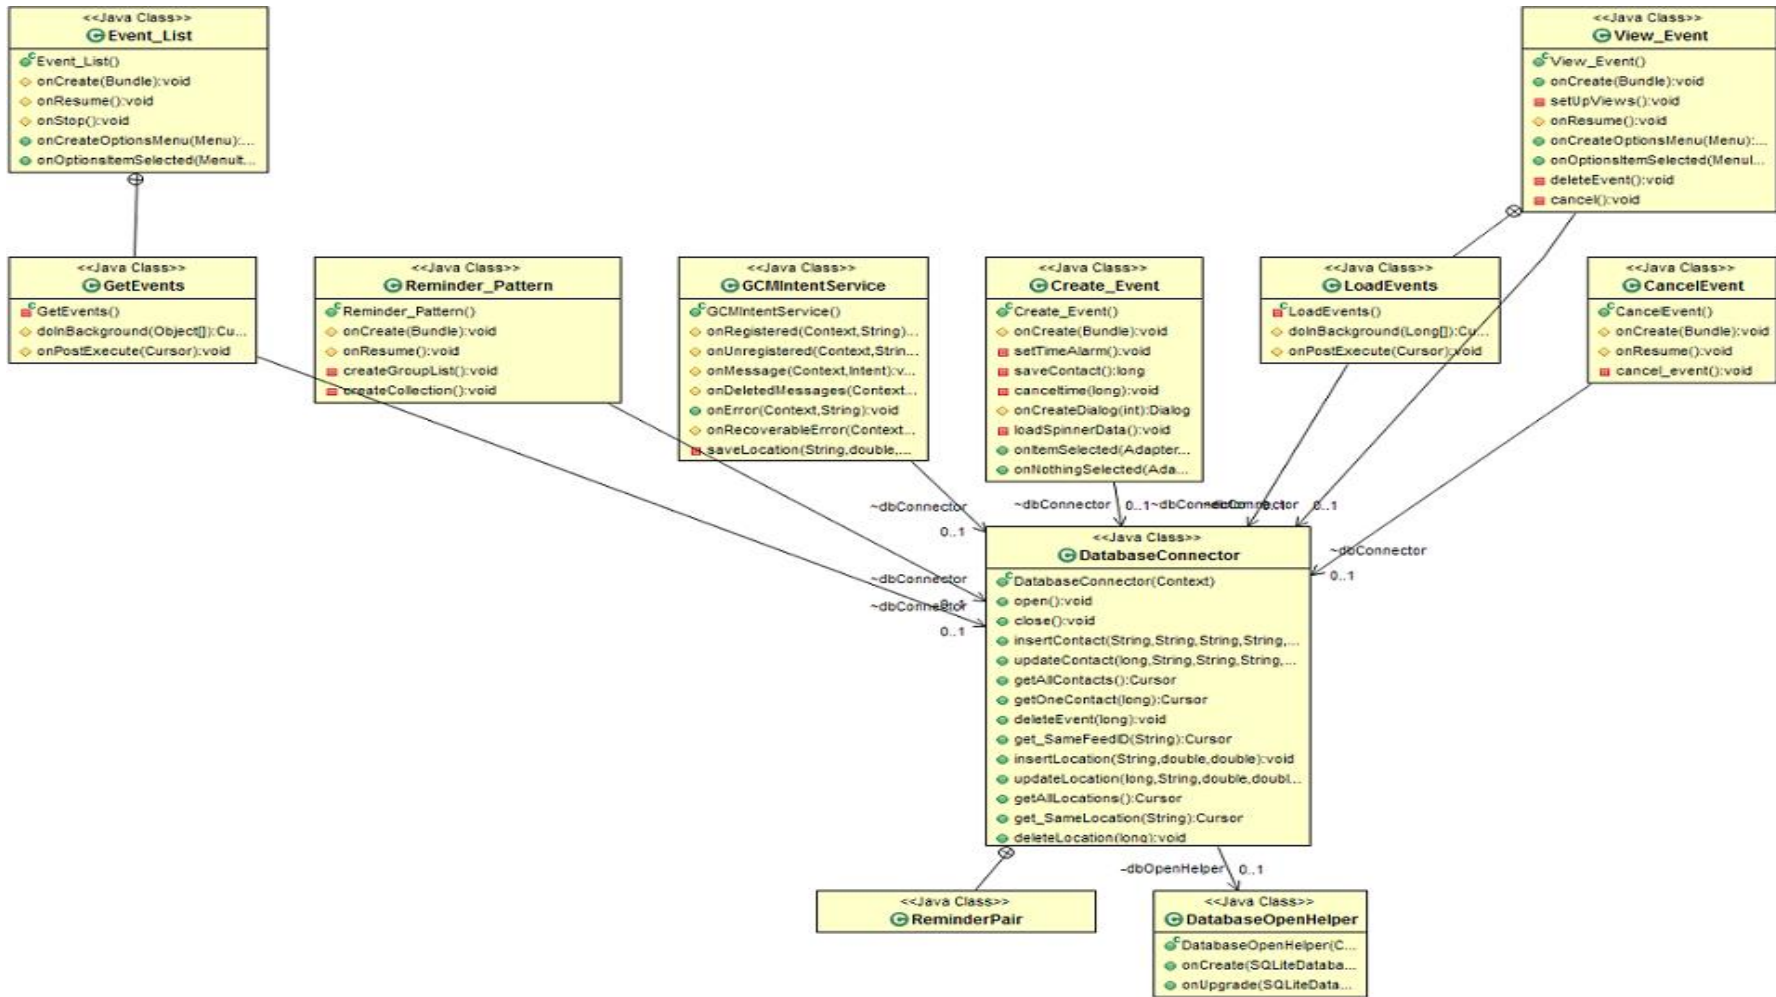 <<Java Class>>
Event_List
Event_List()
onCreate(Bundle):void
onResume():void
onStop():void
onCreateOptionsMenu(Menu):...
onOptionsItemSelected(MenuIt...
<<Java Class>>
View_Event
View_Event()
onCreate(Bundle):void
setUpViews():void
onResume():void
onCreateOptionsMenu(Menu):...
onOptionsItemSelected(MenuI...
deleteEvent():void
cancel():void
<<Java Class>>
GetEvents
GetEvents()
doInBackground(Object[]):Cu...
onPostExecute(Cursor):void
<<Java Class>>
Reminder_Pattern
Reminder_Pattern()
onCreate(Bundle):void
onResume():void
createGroupList():void
createCollection():void
<<Java Class>>
GCMIntentService
GCMIntentService()
onRegistered(Context,String)...
onUnregistered(Context,Strin...
onMessage(Context,Intent):v...
onDeletedMessages(Context...
onError(Context,String):void
onRecoverableError(Context...
saveLocation(String,double,...
<<Java Class>>
Create_Event
Create_Event()
onCreate(Bundle):void
setTimeAlarm():void
saveContact():long
canceltime(long):void
onCreateDialog(int):Dialog
loadSpinnerData():void
onItemSelected(Adapter...
onNothingSelected(Ada...
<<Java Class>>
LoadEvents
LoadEvents()
doInBackground(Long[]):Cu...
onPostExecute(Cursor):void
<<Java Class>>
CancelEvent
CancelEvent()
onCreate(Bundle):void
onResume():void
cancel_event():void
~dbConnector
0..1
~dbConnector
0..1
~dbConnector
~dbConnector
0..1
0..1
~dbConnector
0..1
~dbConnector
0..1
~dbConnector
0..1
<<Java Class>>
DatabaseConnector
DatabaseConnector(Context)
open():void
close():void
insertContact(String,String,String,String,...
updateContact(long,String,String,String,...
getAllContacts():Cursor
getOneContact(long):Cursor
deleteEvent(long):void
get_SameFeedID(String):Cursor
insertLocation(String,double,double):void
updateLocation(long,String,double,doubl...
getAllLocations():Cursor
get_SameLocation(String):Cursor
deleteLocation(long):void
-dbOpenHelper
0..1
<<Java Class>>
ReminderPair
<<Java Class>>
DatabaseOpenHelper
DatabaseOpenHelper(C...
onCreate(SQLiteDataba...
onUpgrade(SQLiteData...